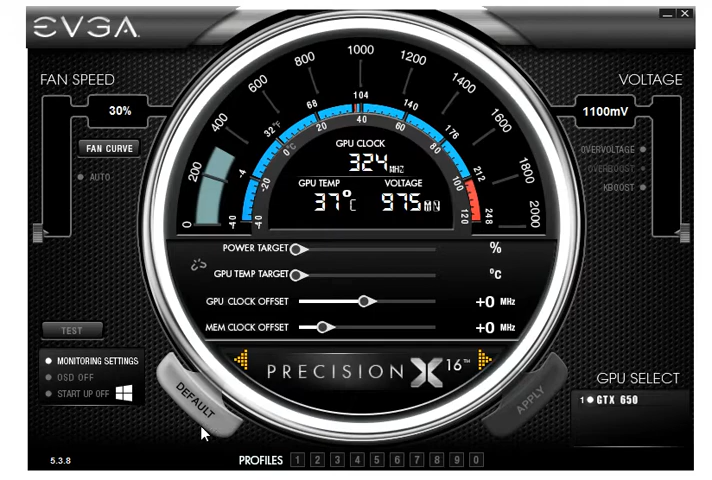 EVGA
FAN SPEED
VOLTAGE
30%
1100mV
FAN CURVE
AUTO
OVERVOLTAGE
OVERBOOST
KBOOST
0
200
400
600
800
1000
1200
1400
1600
1800
2000
-4
32 °F
68
104
140
176
212
248
-20
0°C
20
40
60
80
100
120
GPU CLOCK
324 MHZ
GPU TEMP
VOLTAGE
37°C
975
POWER TARGET
%
GPU TEMP TARGET
°C
GPU CLOCK OFFSET
+0 MHz
MEM CLOCK OFFSET
+0 MHz
TEST
MONITORING SETTINGS
OSD OFF
START UP OFF
DEFAULT
PRECISION X 16TH
APPLY
GPU SELECT
1 GTX 650
5.3.8
PROFILES 1 2 3 4 5 6 7 8 9 0